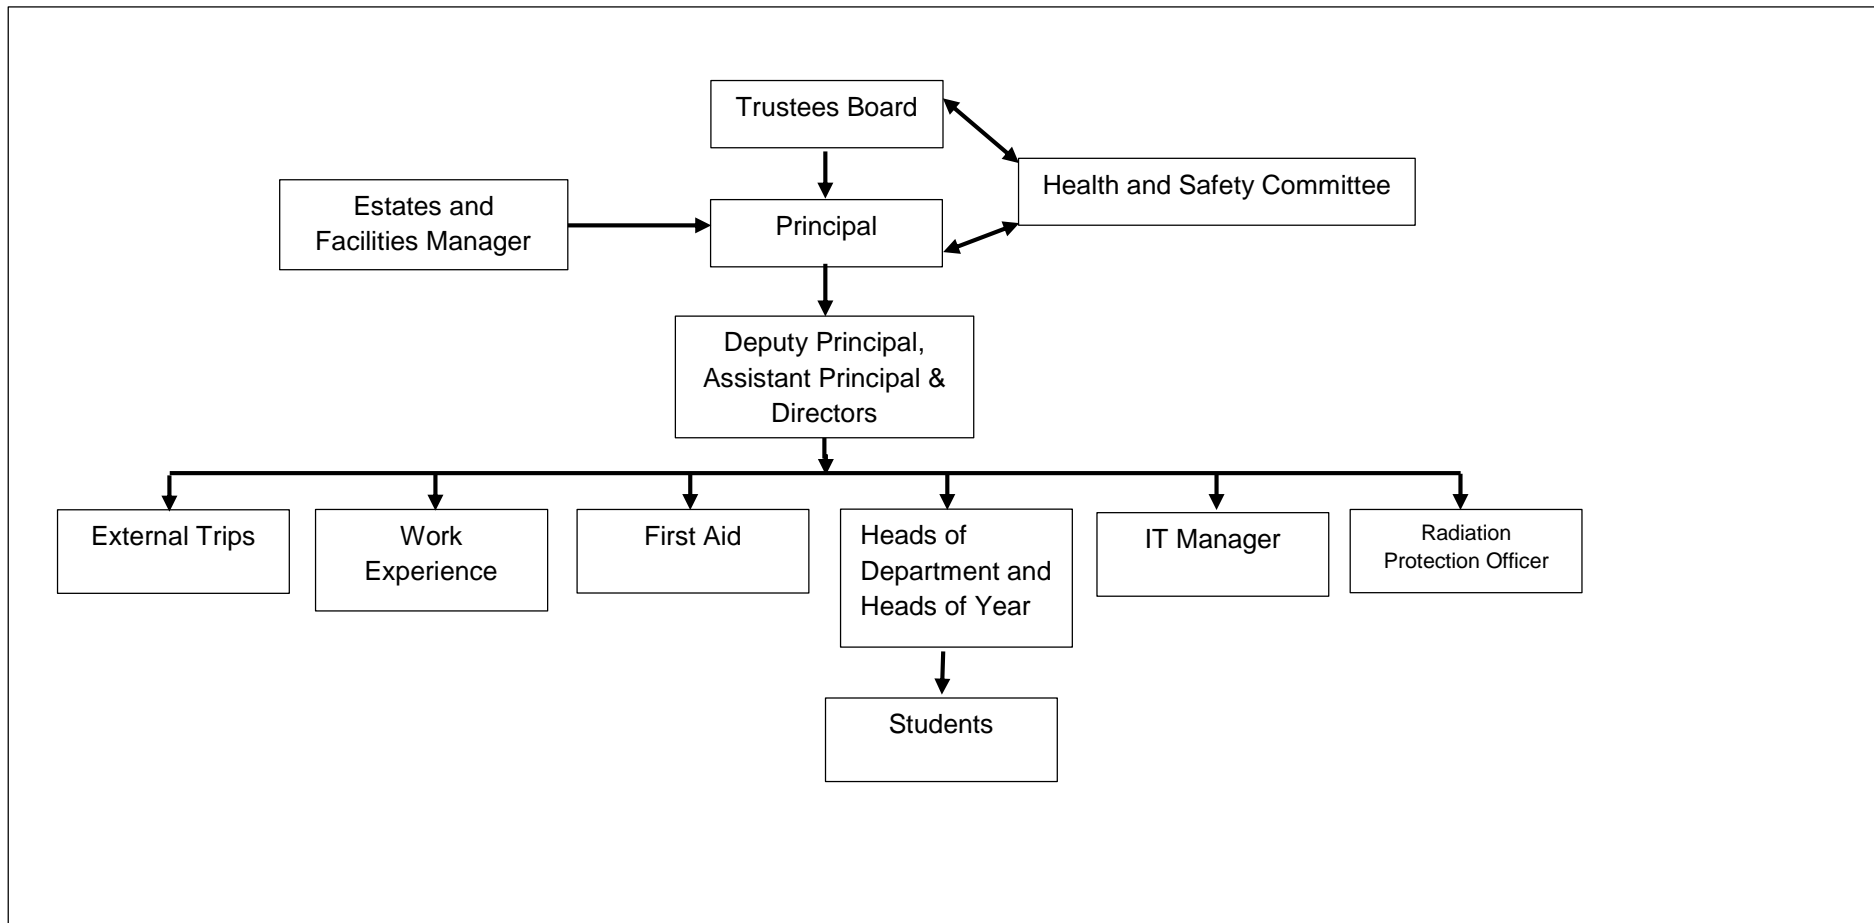 Trustees Board
Health and Safety Committee
Estates and
Facilities Manager
Principal
Deputy Principal,
Assistant Principal &
Directors
External Trips
Work
Experience
First Aid
Heads of
Department and
Heads of Year
IT Manager
Radiation
Protection Officer
Students